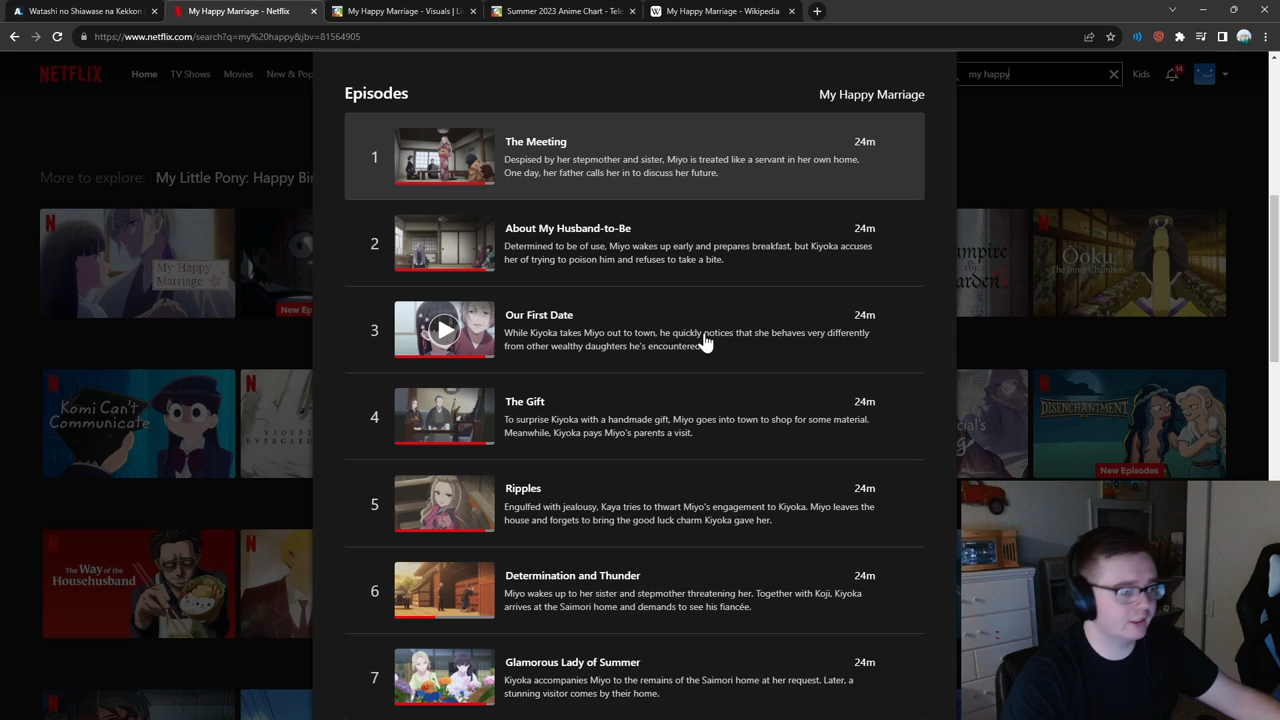 Watashi no Shiawase na Kekkon
My Happy Marriage - Netflix
My Happy Marriage - Visuals | Li
Summer 2023 Anime Chart - Tele
My Happy Marriage - Wikipedia
https://www.netflix.com/search?q=my%20happy&jbv=81564905
NETFLIX
Home
TV Shows
Movies
New & Pop
my happy
Kids
14
Episodes
My Happy Marriage
More to explore:
My Little Pony: Happy Bir
1
The Meeting
24m
Despised by her stepmother and sister, Miyo is treated like a servant in her own home.
One day, her father calls her in to discuss her future.
2
About My Husband-to-Be
24m
Determined to be of use, Miyo wakes up early and prepares breakfast, but Kiyoka accuses
her of trying to poison him and refuses to take a bite.
3
Our First Date
24m
While Kiyoka takes Miyo out to town, he quickly notices that she behaves very differently
from other wealthy daughters he's encountered
4
The Gift
24m
To surprise Kiyoka with a handmade gift, Miyo goes into town to shop for some material.
Meanwhile, Kiyoka pays Miyo's parents a visit.
5
Ripples
24m
Engulfed with jealousy, Kaya tries to thwart Miyo's engagement to Kiyoka. Miyo leaves the
house and forgets to bring the good luck charm Kiyoka gave her.
6
Determination and Thunder
24m
Miyo wakes up to her sister and stepmother threatening her. Together with Koji, Kiyoka
arrives at the Saimori home and demands to see his fiancée.
7
Glamorous Lady of Summer
24m
Kiyoka accompanies Miyo to the remains of the Saimori home at her request. Later, a
stunning visitor comes by their home.
N
My Happy
Marriage
New Ep
Ōoku
The Inner Chambers
Komi Can't
Communicate
DISENCHANTMENT
New Episodes
The Way of the
Househusband